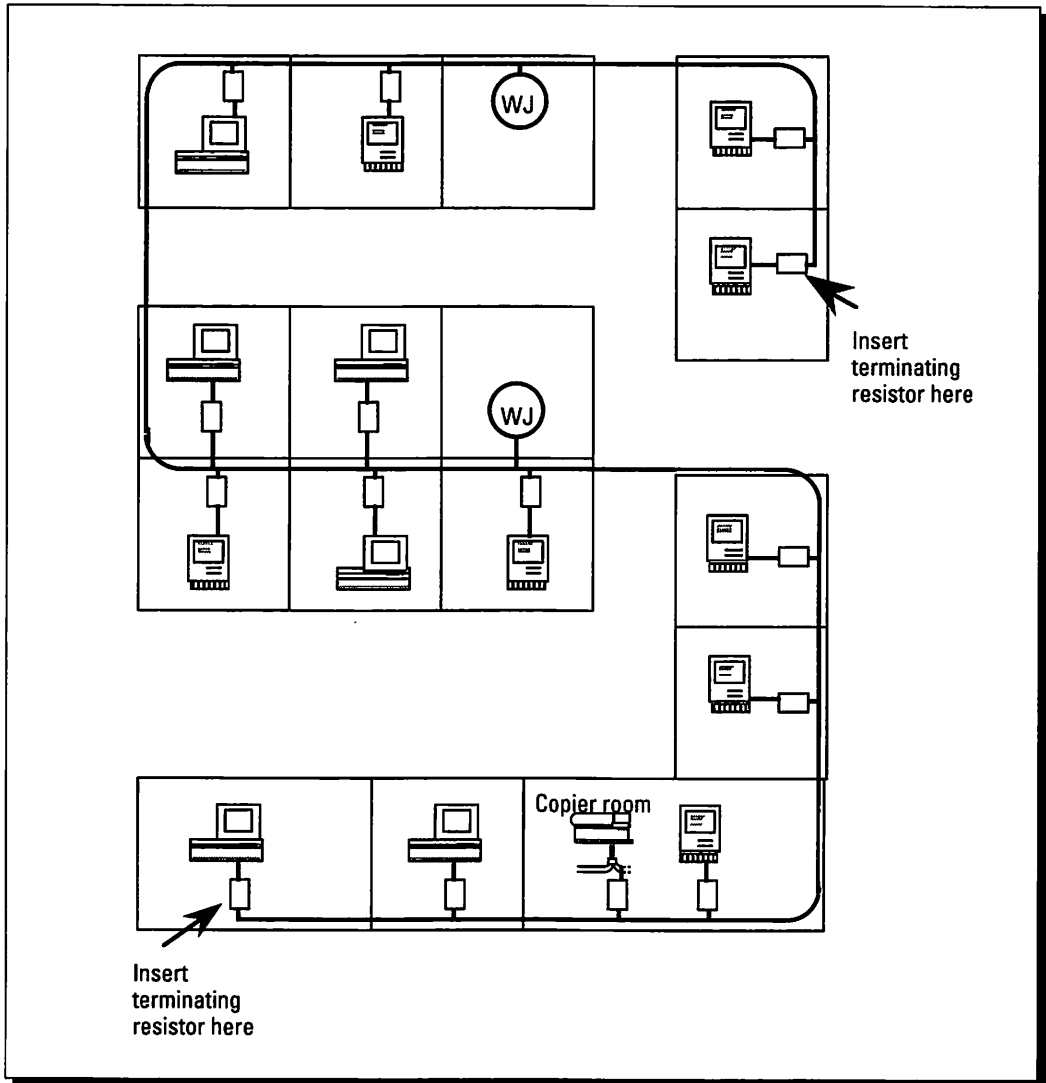 WJ
Insert
terminating
resistor here
WJ
Copier room
Insert
terminating
resistor here